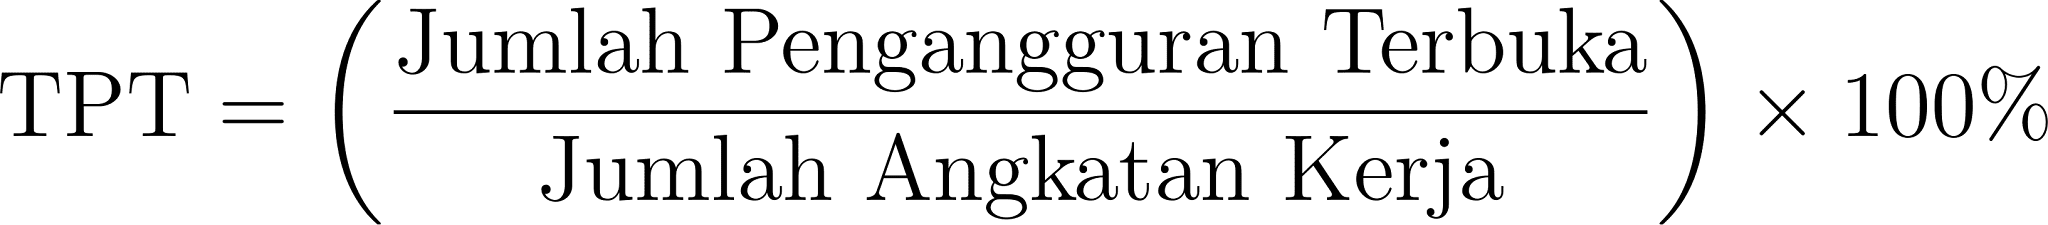 TPT = (Jumlah Pengangguran Terbuka / Jumlah Angkatan Kerja) × 100%